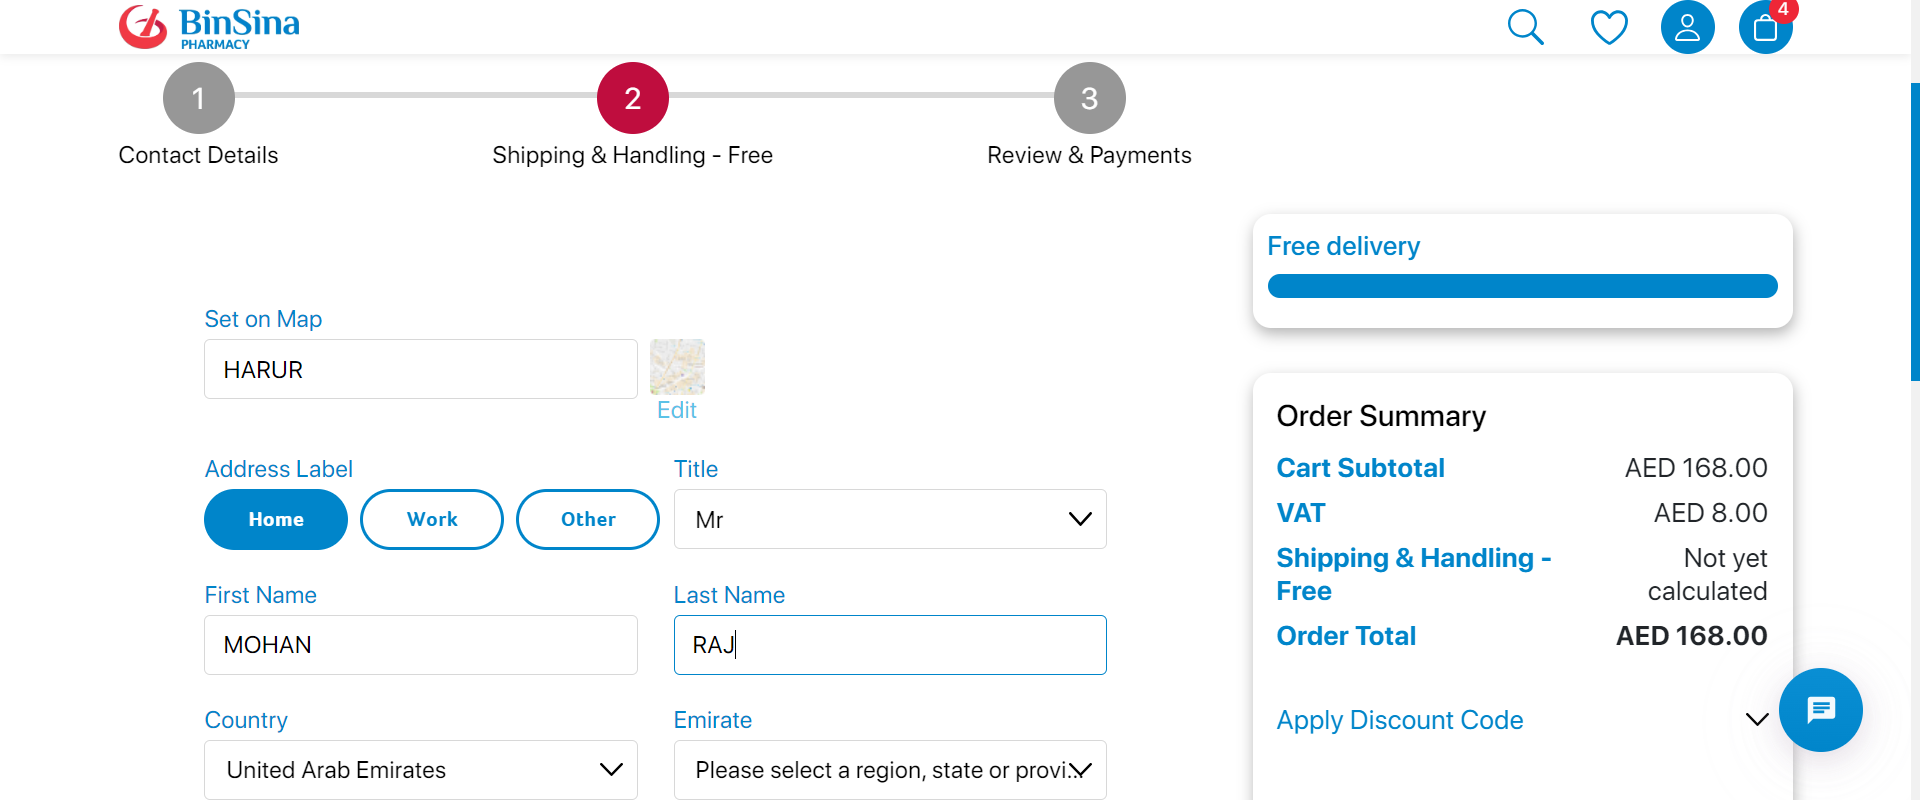 BinSina
PHARMACY
4
1
2
3
Contact Details
Shipping & Handling - Free
Review & Payments
Free delivery
Set on Map
HARUR
Edit
Order Summary
Cart Subtotal AED 168.00
VAT AED 8.00
Shipping & Handling - Free Not yet calculated
Order Total AED 168.00
Apply Discount Code
Address Label
Home
Work
Other
Title
Mr
First Name
MOHAN
Last Name
RAJ
Country
United Arab Emirates
Emirate
Please select a region, state or provi...